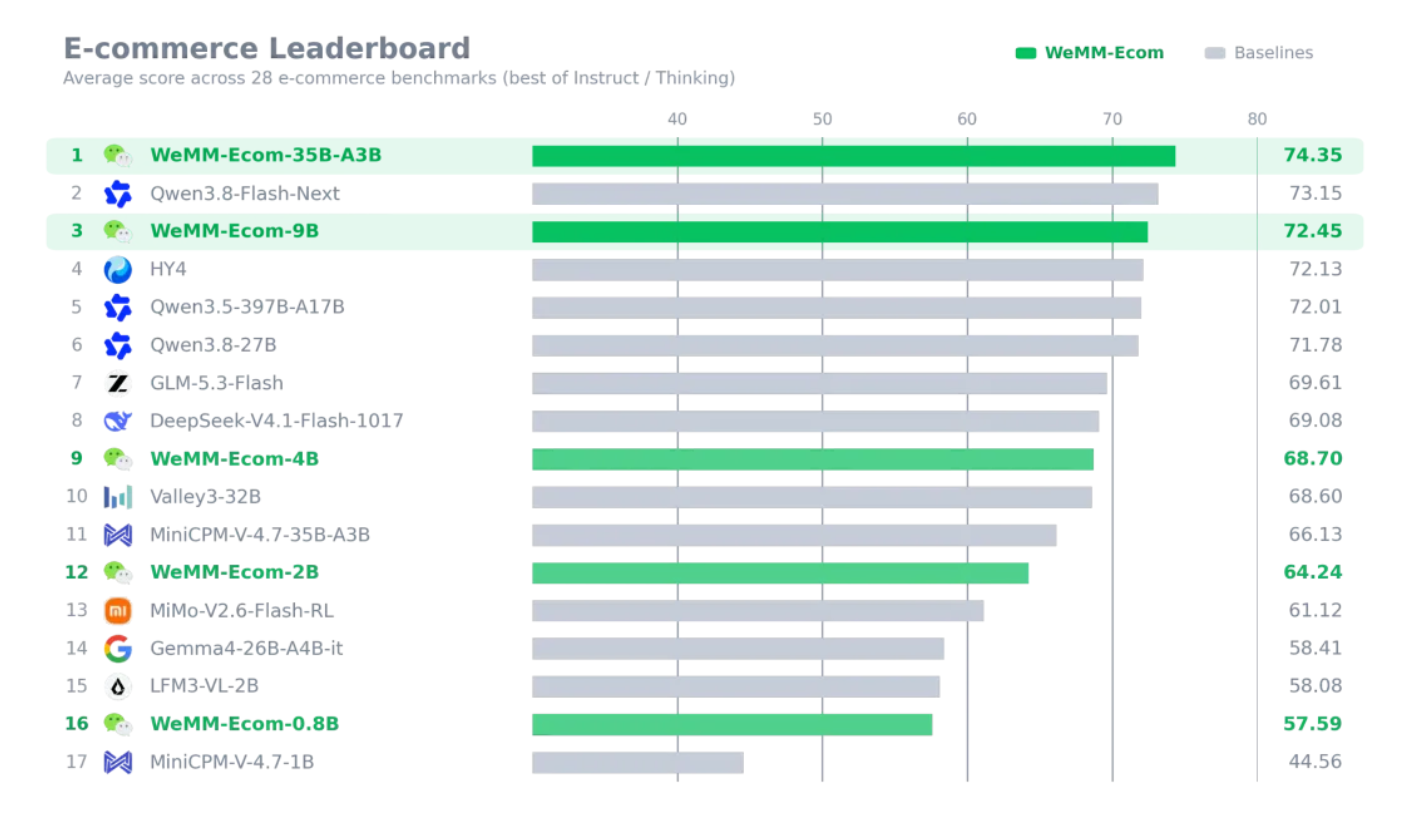 E-commerce Leaderboard
Average score across 28 e-commerce benchmarks (best of Instruct / Thinking)
WeMM-Ecom Baselines
40 50 60 70 80
1 WeMM-Ecom-35B-A3B 74.35
2 Qwen3.8-Flash-Next 73.15
3 WeMM-Ecom-9B 72.45
4 HY4 72.13
5 Qwen3.5-397B-A17B 72.01
6 Qwen3.8-27B 71.78
7 GLM-5.3-Flash 69.61
8 DeepSeek-V4.1-Flash-1017 69.08
9 WeMM-Ecom-4B 68.70
10 Valley3-32B 68.60
11 MiniCPM-V-4.7-35B-A3B 66.13
12 WeMM-Ecom-2B 64.24
13 MiMo-V2.6-Flash-RL 61.12
14 Gemma4-26B-A4B-it 58.41
15 LFM3-VL-2B 58.08
16 WeMM-Ecom-0.8B 57.59
17 MiniCPM-V-4.7-1B 44.56